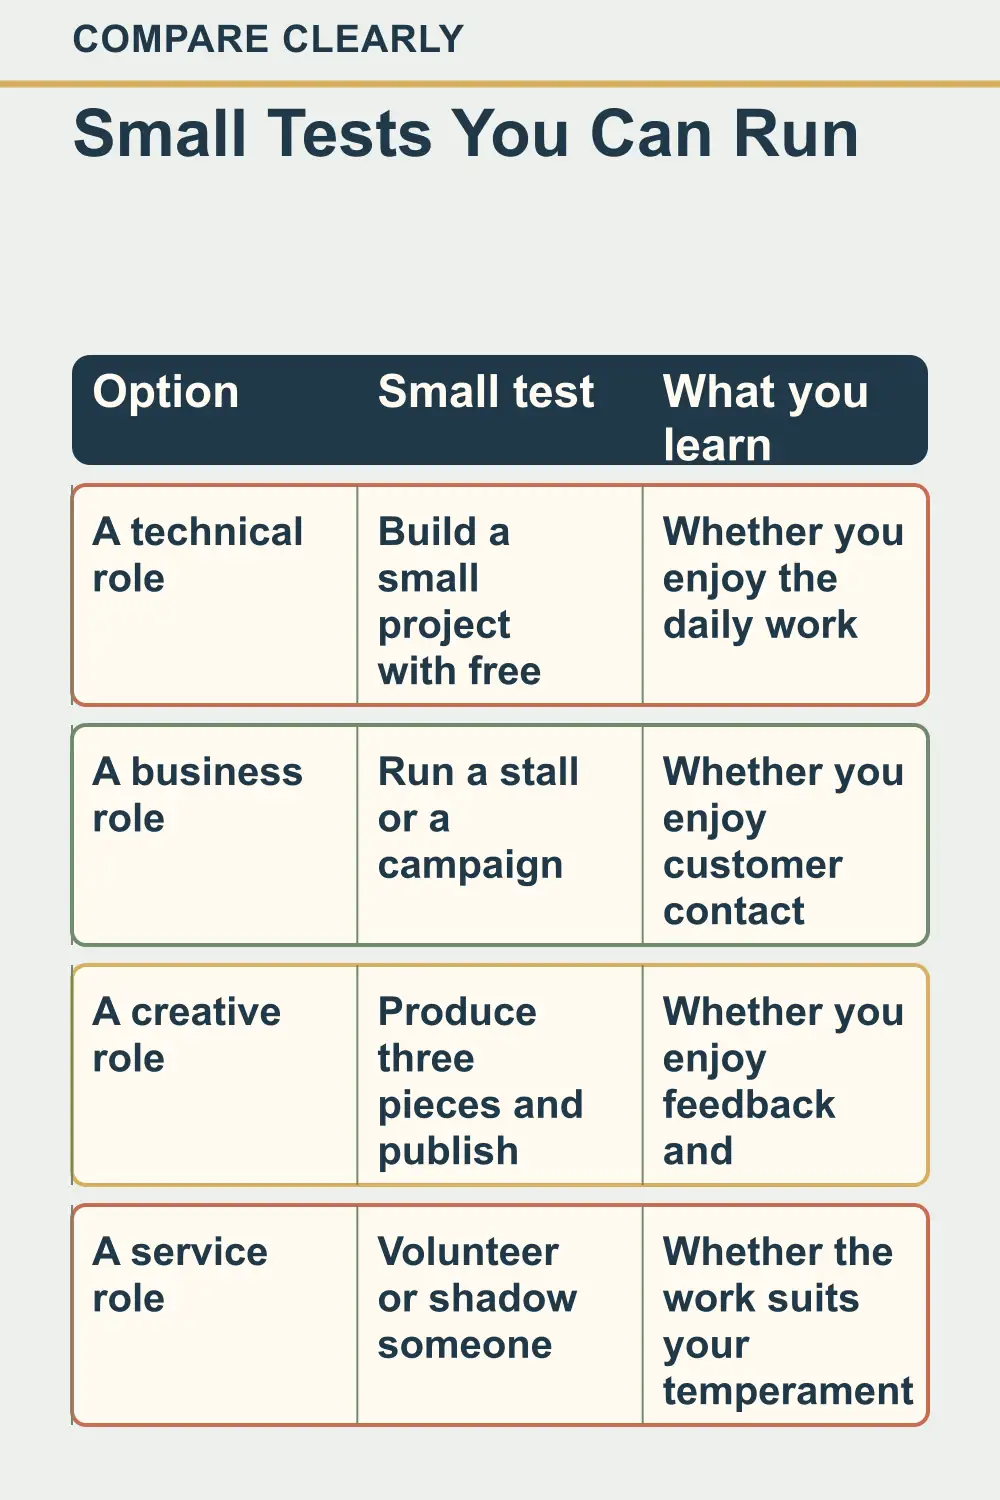 COMPARE CLEARLY
Small Tests You Can Run
Option
Small test
What you
learn
A technical
role
Build a
small
project
with free
Whether you
enjoy the
daily work
A business
role
Run a stall
or a
campaign
Whether you
enjoy
customer
contact
A creative
role
Produce
three
pieces and
publish
Whether you
enjoy
feedback
and
A service
role
Volunteer
or shadow
someone
Whether the
work suits
your
temperament